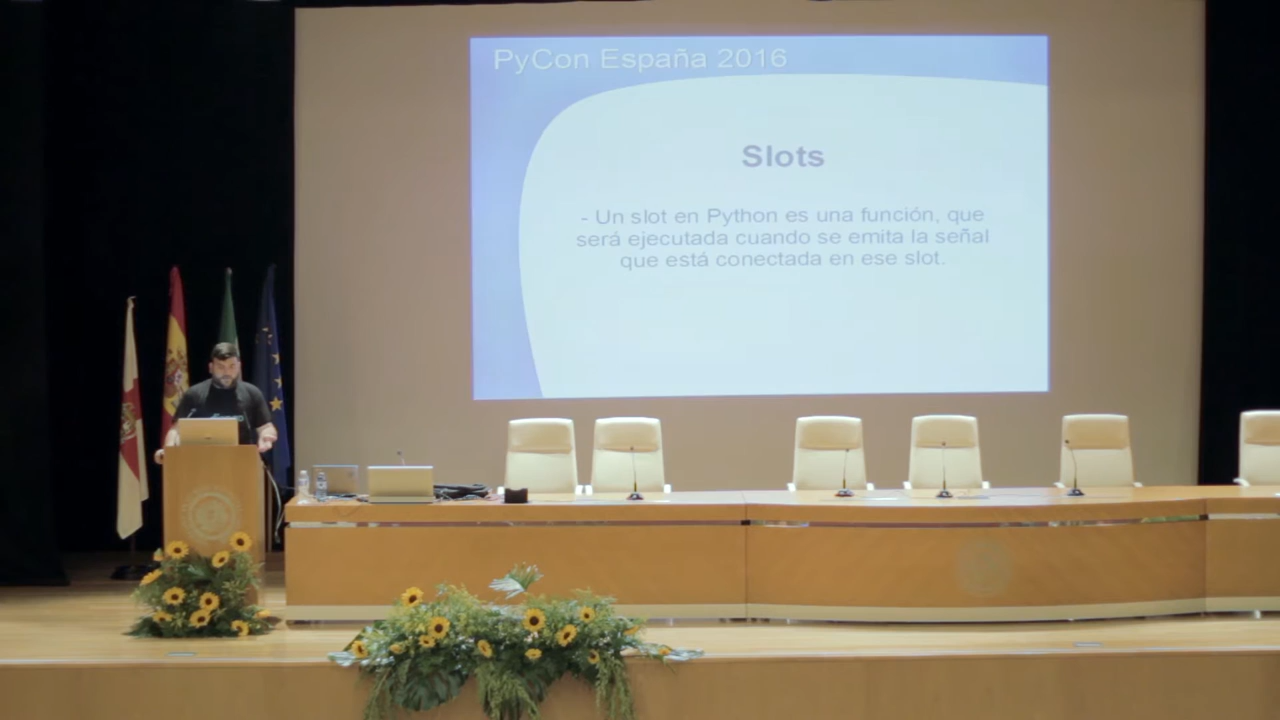 PyCon España 2016
Slots
- Un slot en Python es una función, que
será ejecutada cuando se emita la señal
que está conectada en ese slot.